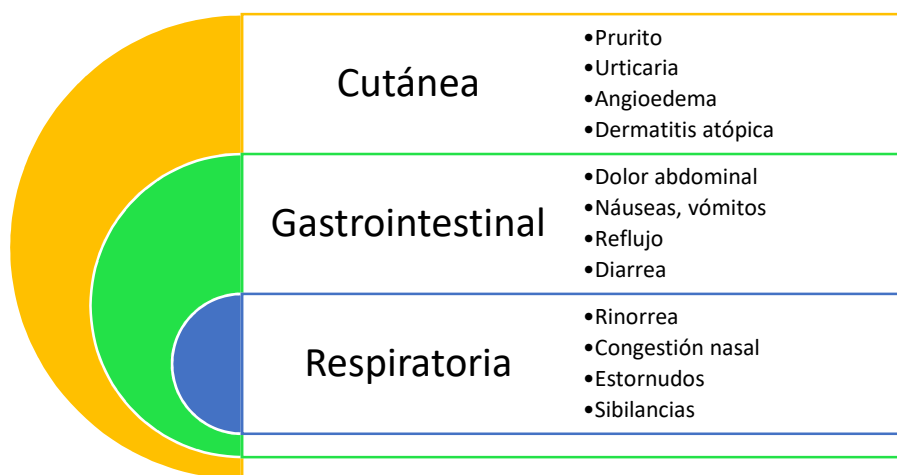 Cutánea
•Prurito
•Urticaria
•Angioedema
•Dermatitis atópica
Gastrointestinal
•Dolor abdominal
•Náuseas, vómitos
•Reflujo
•Diarrea
Respiratoria
•Rinorrea
•Congestión nasal
•Estornudos
•Sibilancias